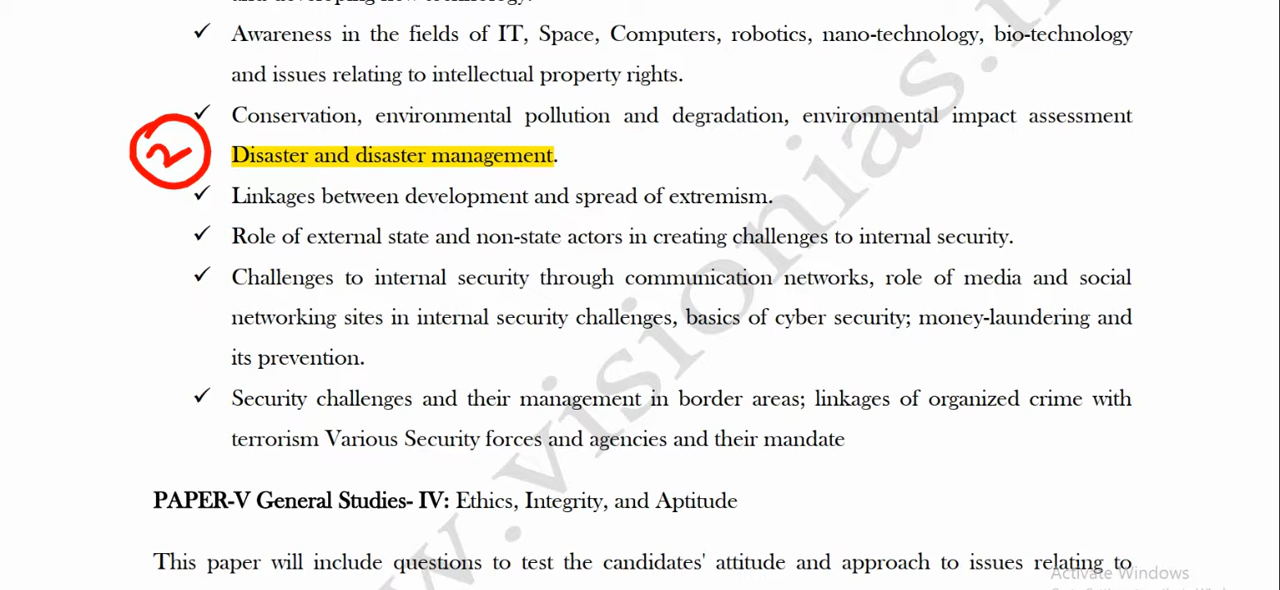 ✓ Awareness in the fields of IT, Space, Computers, robotics, nano-technology, bio-technology
and issues relating to intellectual property rights.
✓ Conservation, environmental pollution and degradation, environmental impact assessment
2
Disaster and disaster management.
✓ Linkages between development and spread of extremism.
✓ Role of external state and non-state actors in creating challenges to internal security.
✓ Challenges to internal security through communication networks, role of media and social
networking sites in internal security challenges, basics of cyber security; money-laundering and
its prevention.
✓ Security challenges and their management in border areas; linkages of organized crime with
terrorism Various Security forces and agencies and their mandate
PAPER-V General Studies- IV: Ethics, Integrity, and Aptitude
This paper will include questions to test the candidates' attitude and approach to issues relating to
Activate Windows
w.visionias.i